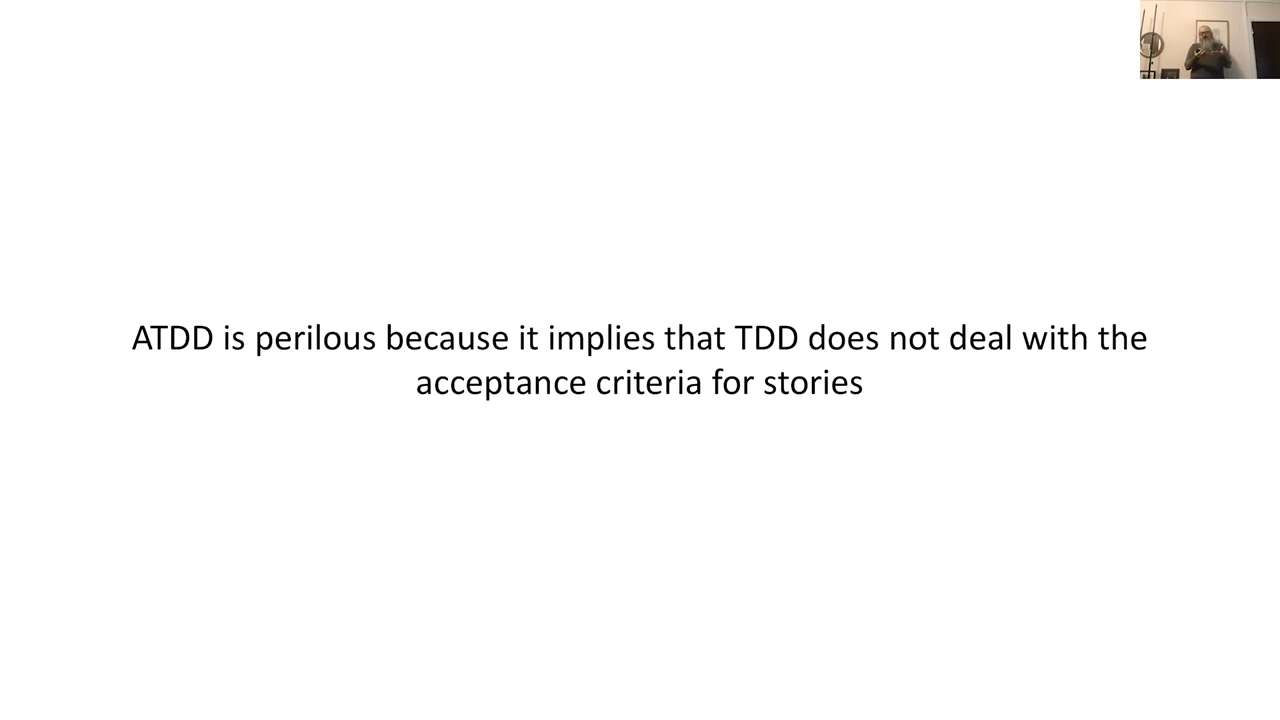 ATDD is perilous because it implies that TDD does not deal with the
acceptance criteria for stories